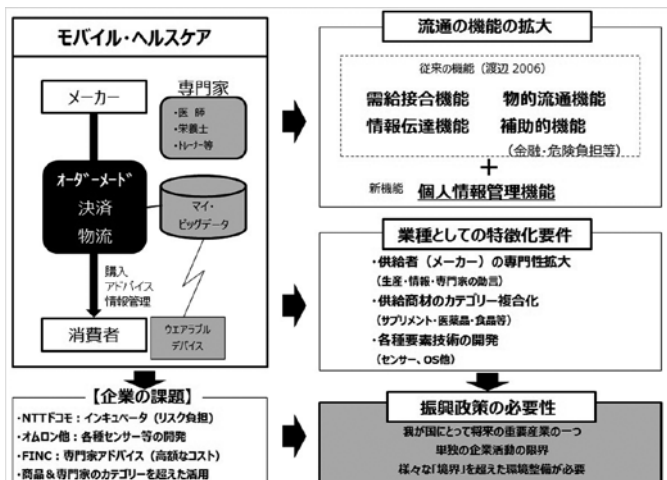 モバイル・ヘルスケア
メーカー
専門家
・医 師
・栄養士
・トレーナー等
オーダーメード
決済
物流
マイ・
ビッグデータ
購入
アドバイス
情報管理
消費者
ウエアラブル
デバイス
流通の機能の拡大
従来の機能（渡辺 2006）
需給接合機能 物的流通機能
情報伝達機能 補助的機能
（金融・危険負担等）
＋
新機能 個人情報管理機能
業種としての特徴化要件
・供給者（メーカー）の専門性拡大
（生産・情報・専門家の助言）
・供給商材のカテゴリー複合化
（サプリメント・医薬品・食品等）
・各種要素技術の開発
（センサー、OS他）
【企業の課題】
・NTTドコモ：インキュベータ（リスク負担）
・オムロン他：各種センサー等の開発
・FINC：専門家アドバイス（高額なコスト）
・商品＆専門家のカテゴリーを超えた活用
振興政策の必要性
我が国にとって将来の重要産業の一つ
単独の企業活動の限界
様々な「境界」を超えた環境整備が必要